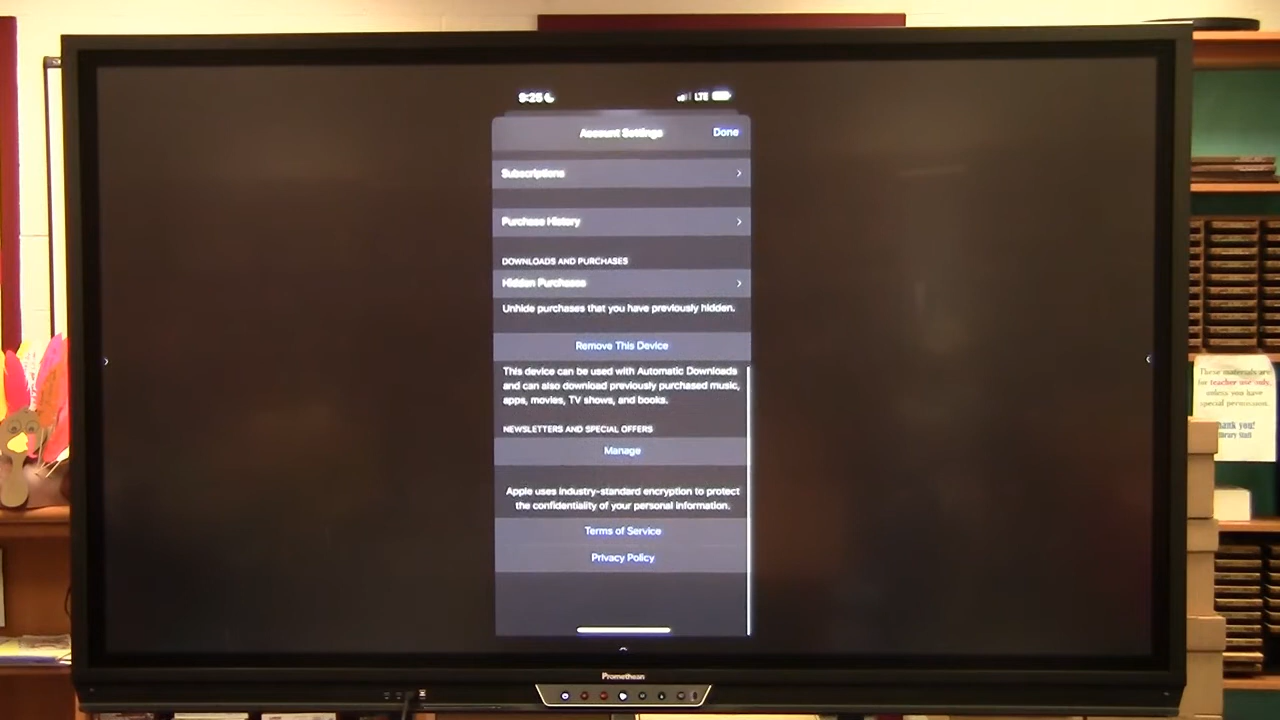 9:25
LTE
Account Settings
Done
Subscriptions
Purchase History
DOWNLOADS AND PURCHASES
Hidden Purchases
Unhide purchases that you have previously hidden.
Remove This Device
This device can be used with Automatic Downloads
and can also download previously purchased music,
apps, movies, TV shows, and books.
NEWSLETTERS AND SPECIAL OFFERS
Manage
Apple uses industry-standard encryption to protect
the confidentiality of your personal information.
Terms of Service
Privacy Policy
Promethean
These materials are
for teacher use only,
unless you have
special permission.
Thank you!
Library Staff